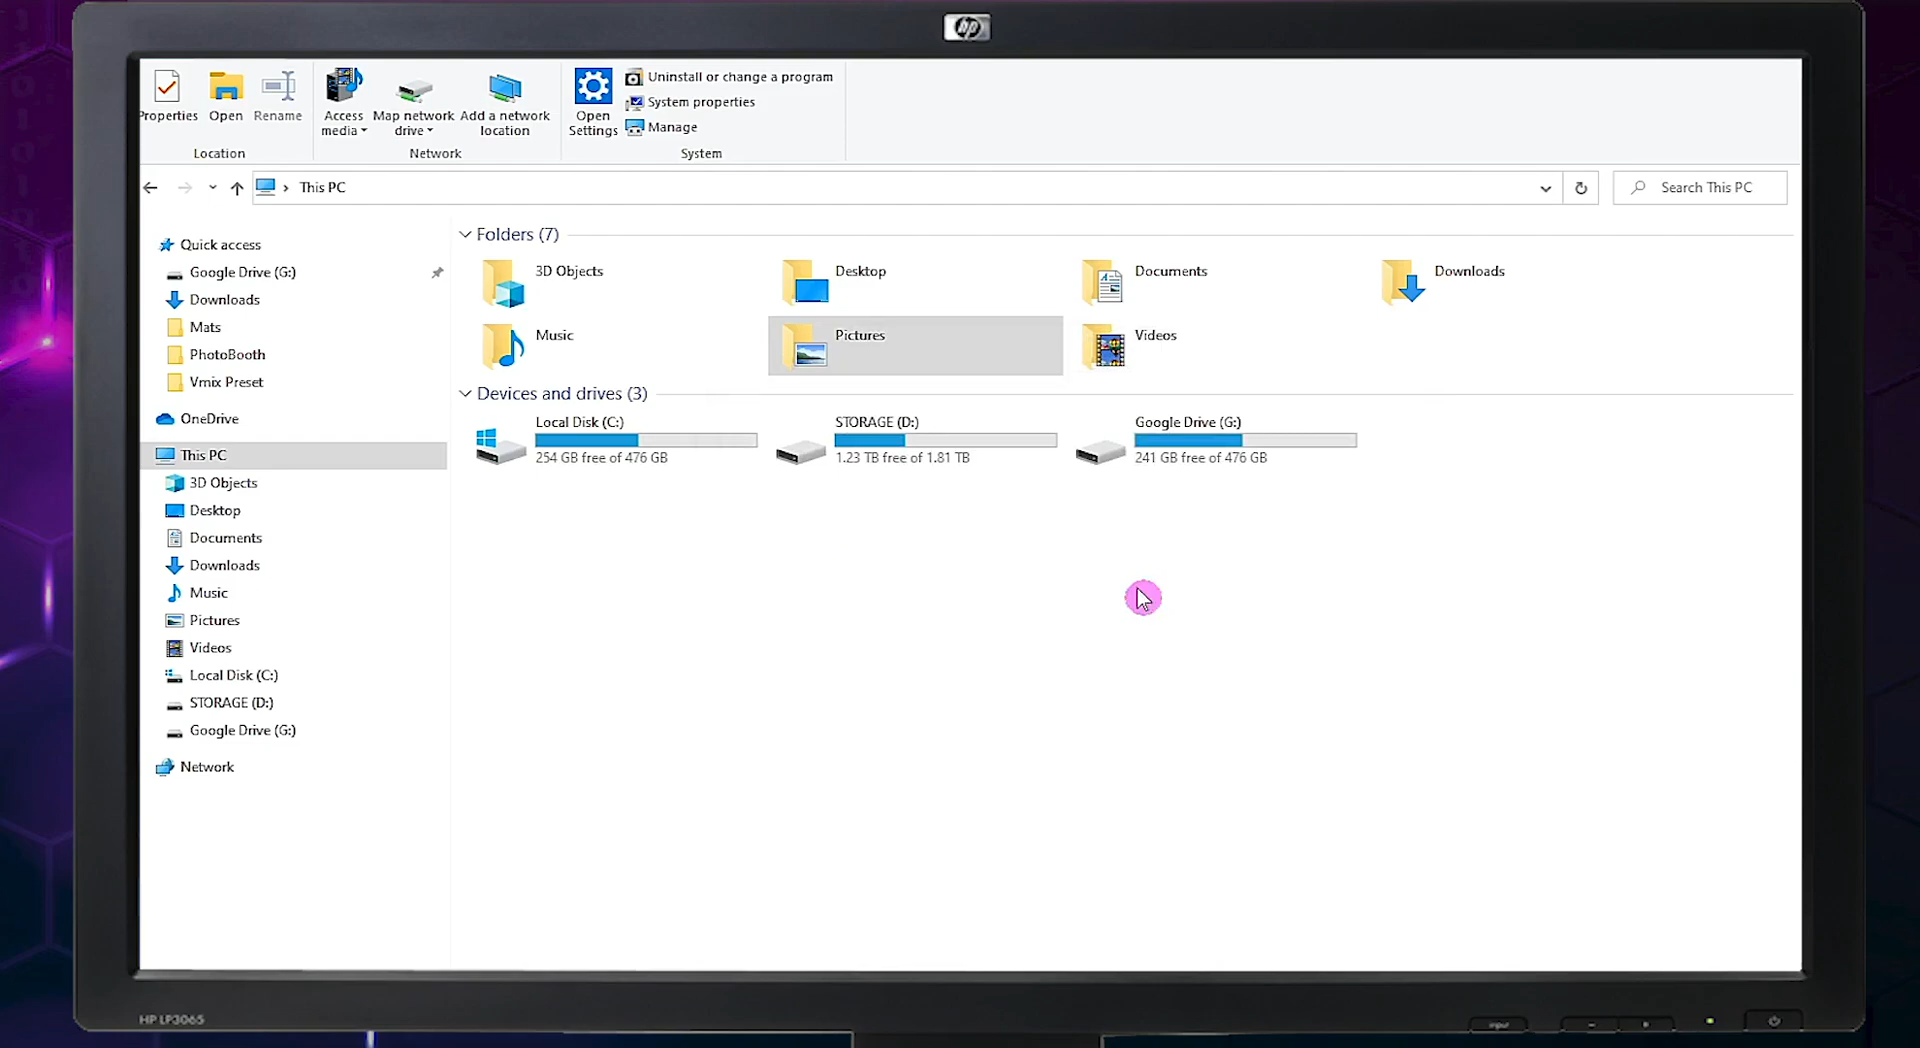 hp
Properties
Open
Rename
Access
media
Map network
drive
Add a network
location
Open
Settings
Uninstall or change a program
System properties
Manage
Location
Network
System
This PC
Search This PC
Quick access
Google Drive (G:)
Downloads
Mats
PhotoBooth
Vmix Preset
OneDrive
This PC
3D Objects
Desktop
Documents
Downloads
Music
Pictures
Videos
Local Disk (C:)
STORAGE (D:)
Google Drive (G:)
Network
Folders (7)
3D Objects
Desktop
Documents
Downloads
Music
Pictures
Videos
Devices and drives (3)
Local Disk (C:)
254 GB free of 476 GB
STORAGE (D:)
1.23 TB free of 1.81 TB
Google Drive (G:)
241 GB free of 476 GB
HP LP3065
input